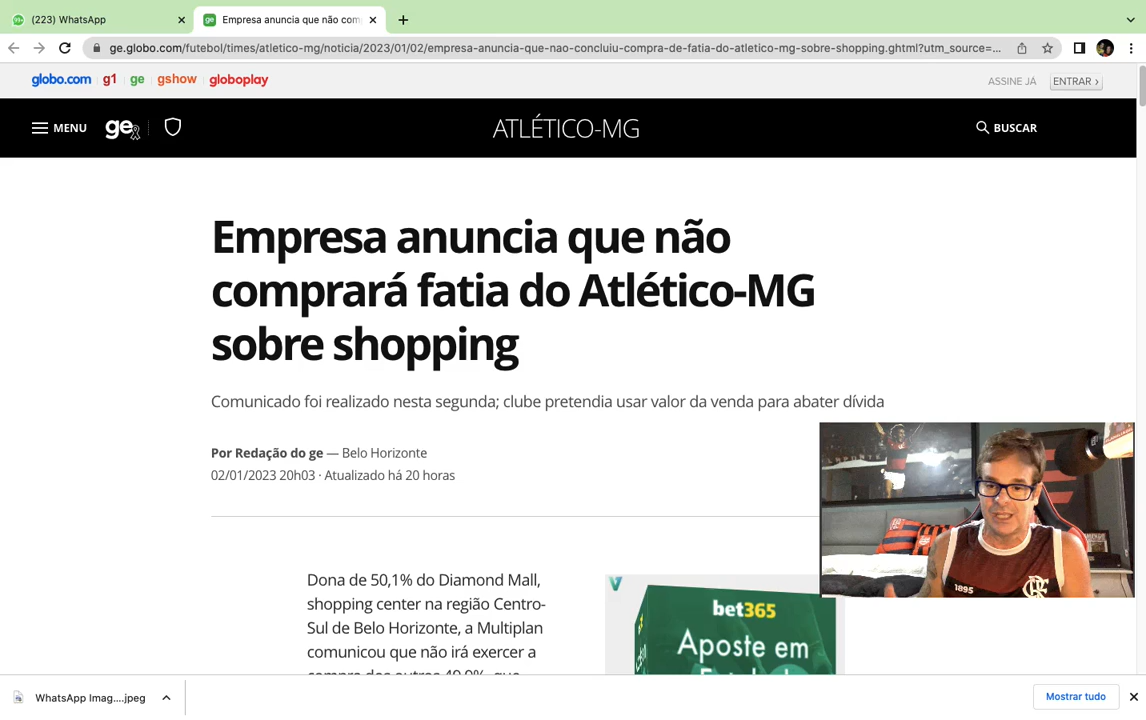 (223) WhatsApp
Empresa anuncia que não com
ge.globo.com/futebol/times/atletico-mg/noticia/2023/01/02/empresa-anuncia-que-nao-concluiu-compra-de-fatia-do-atletico-mg-sobre-shopping.ghtml?utm_source=...
globo.com g1 ge gshow globoplay
ASSINE JÁ ENTRAR ›
MENU ge ATLÉTICO-MG BUSCAR
Empresa anuncia que não
comprará fatia do Atlético-MG
sobre shopping
Comunicado foi realizado nesta segunda; clube pretendia usar valor da venda para abater dívida
Por Redação do ge — Belo Horizonte
02/01/2023 20h03 · Atualizado há 20 horas
Dona de 50,1% do Diamond Mall,
shopping center na região Centro-
Sul de Belo Horizonte, a Multiplan
comunicou que não irá exercer a
compra dos outros 49,9%, que
bet365
Aposte em
1895
WhatsApp Imag....jpeg
Mostrar tudo